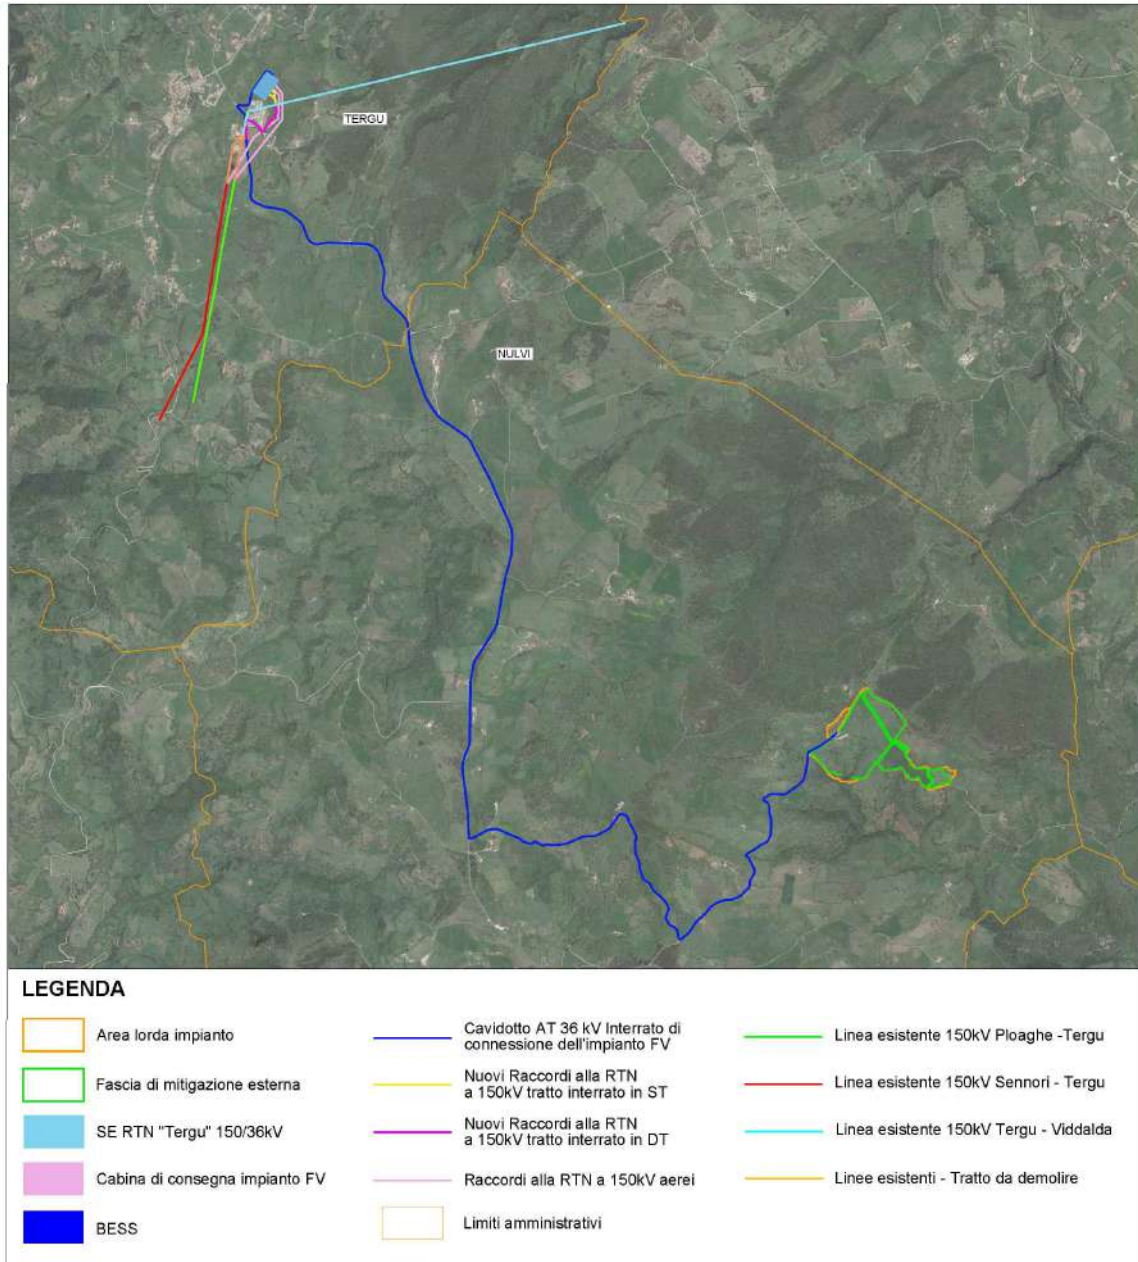 TERGU
NULVI
LEGENDA
Area lorda impianto
Fascia di mitigazione esterna
SE RTN "Tergu" 150/36kV
Cabina di consegna impianto FV
BESS
Cavidotto AT 36 kV Interrato di
connessione dell'impianto FV
Nuovi Raccordi alla RTN
a 150kV tratto interrato in ST
Nuovi Raccordi alla RTN
a 150kV tratto interrato in DT
Raccordi alla RTN a 150kV aerei
Limiti amministrativi
Linea esistente 150kV Ploaghe -Tergu
Linea esistente 150kV Sennori - Tergu
Linea esistente 150kV Tergu - Viddalda
Linee esistenti - Tratto da demolire